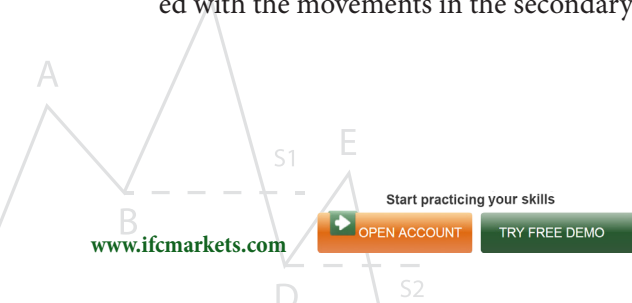 ed with the movements in the secondary
A
E
S1
Start practicing your skills
B
OPEN ACCOUNT
TRY FREE DEMO
www.ifcmarkets.com
D
S2